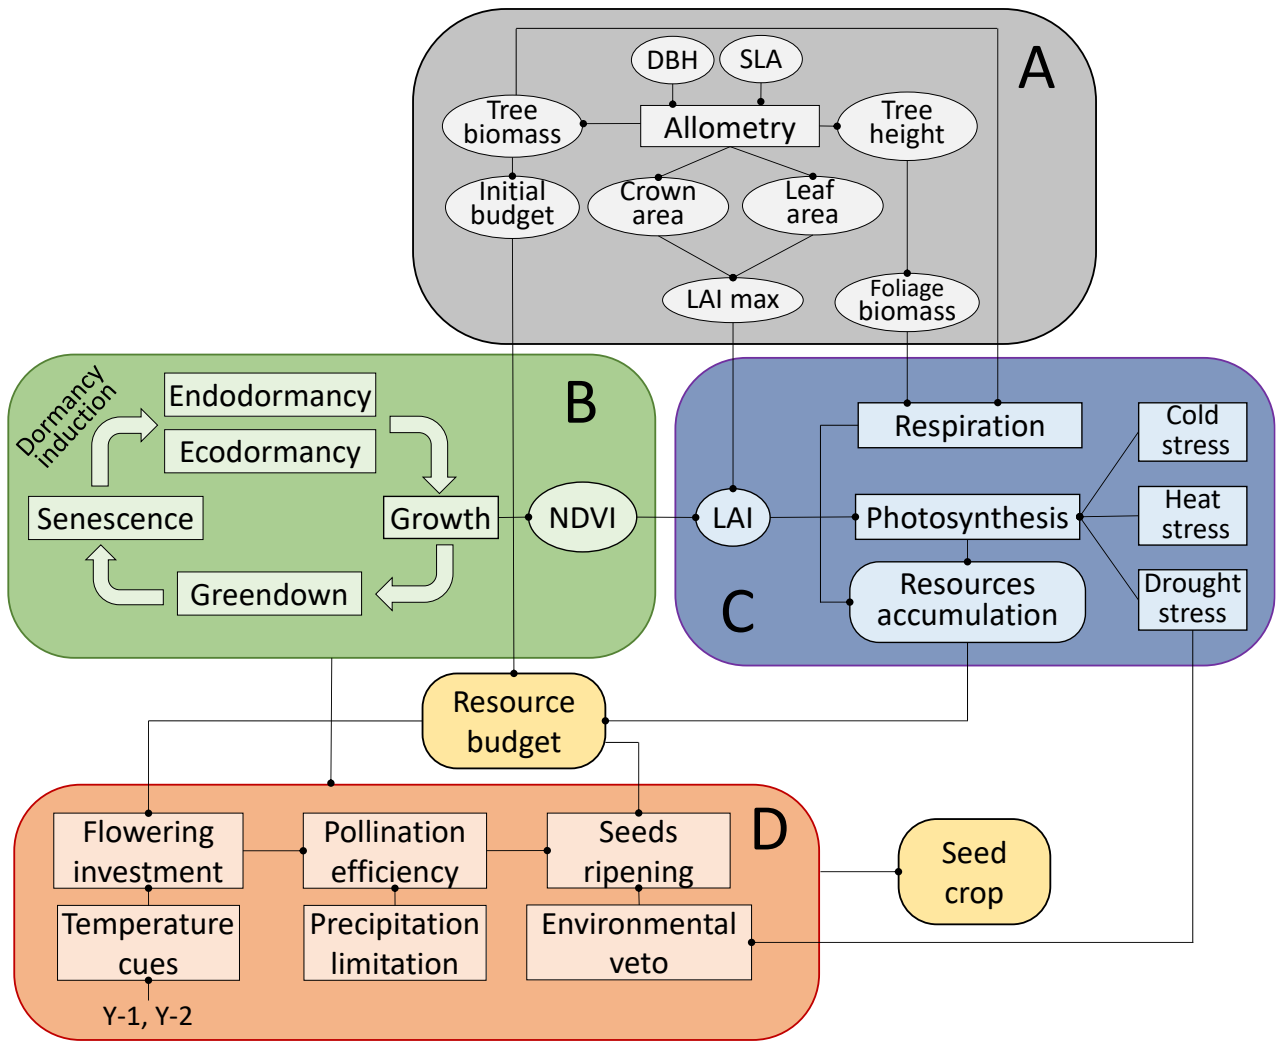 A
DBH
SLA
Tree
biomass
Allometry
Tree
height
Initial
budget
Crown
area
Leaf
area
LAI max
Foliage
biomass
B
Dormancy
induction
Endodormancy
Ecodormancy
Senescence
Growth
NDVI
Greendown
C
LAI
Respiration
Photosynthesis
Resources
accumulation
Cold
stress
Heat
stress
Drought
stress
Resource
budget
D
Flowering
investment
Pollination
efficiency
Seeds
ripening
Temperature
cues
Precipitation
limitation
Environmental
veto
Y-1, Y-2
Seed
crop